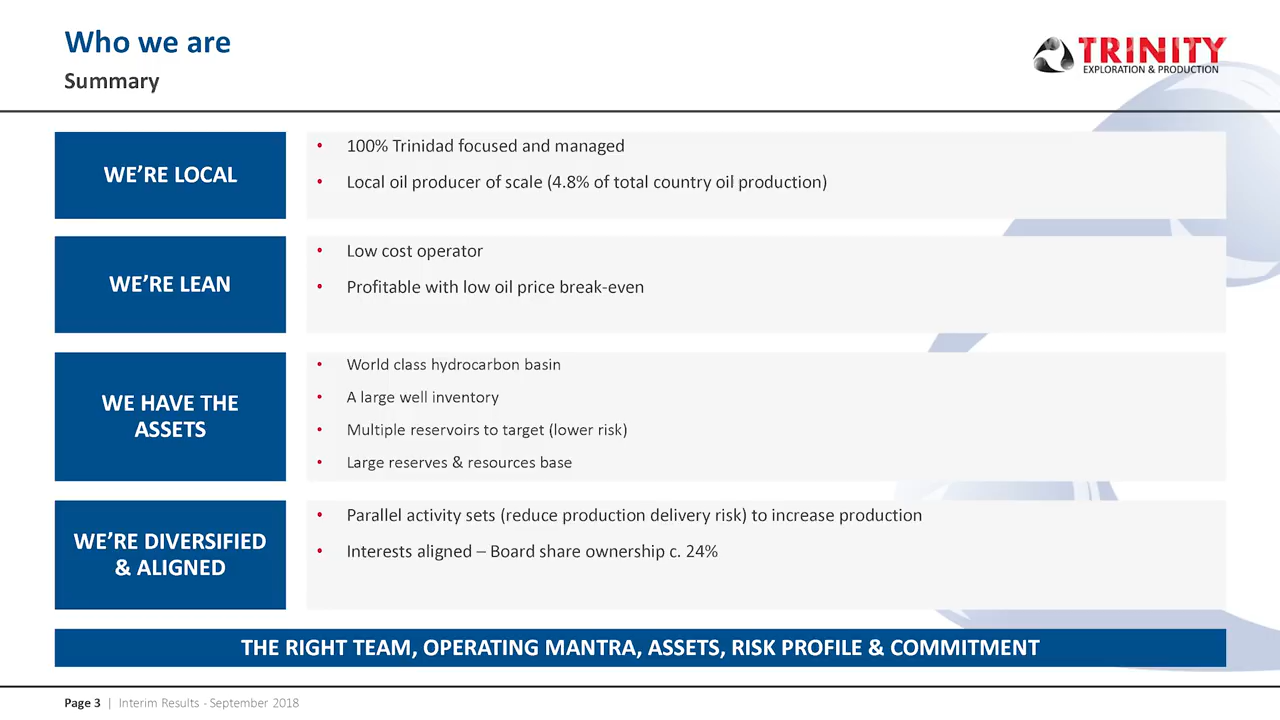 Who we are
Summary
TRINITY
EXPLORATION & PRODUCTION
WE’RE LOCAL
• 100% Trinidad focused and managed
• Local oil producer of scale (4.8% of total country oil production)
WE’RE LEAN
• Low cost operator
• Profitable with low oil price break-even
WE HAVE THE
ASSETS
• World class hydrocarbon basin
• A large well inventory
• Multiple reservoirs to target (lower risk)
• Large reserves & resources base
WE’RE DIVERSIFIED
& ALIGNED
• Parallel activity sets (reduce production delivery risk) to increase production
• Interests aligned – Board share ownership c. 24%
THE RIGHT TEAM, OPERATING MANTRA, ASSETS, RISK PROFILE & COMMITMENT
Page 3 | Interim Results - September 2018